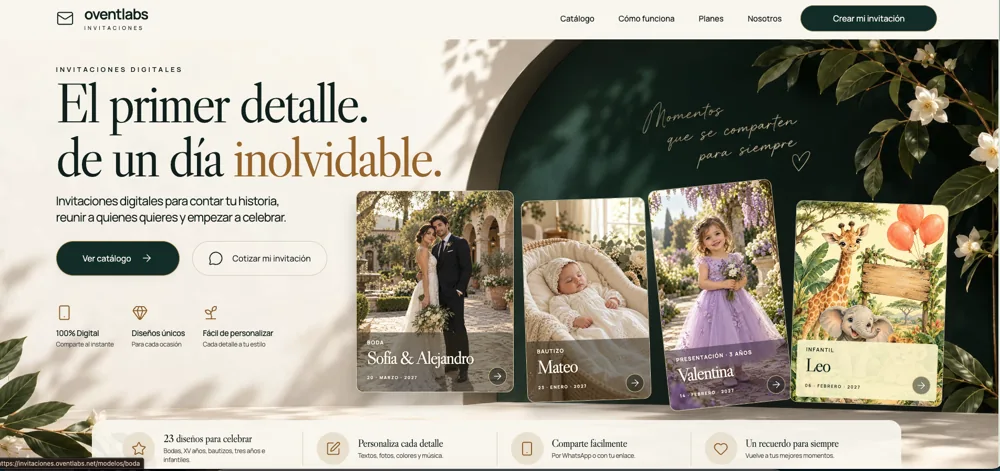 oventlabs
INVITACIONES
Catálogo
Cómo funciona
Planes
Nosotros
Crear mi invitación
INVITACIONES DIGITALES
El primer detalle.
de un día inolvidable.
Momentos
que se comparten
para siempre
Invitaciones digitales para contar tu historia,
reunir a quienes quieres y empezar a celebrar.
Ver catálogo
Cotizar mi invitación
100% Digital
Comparte al instante
Diseños únicos
Para cada ocasión
Fácil de personalizar
Cada detalle a tu estilo
BODA
Sofía & Alejandro
20 · MARZO · 2027
BAUTIZO
Mateo
23 · ENERO · 2027
PRESENTACIÓN · 3 AÑOS
Valentina
14 · FEBRERO · 2027
INFANTIL
Leo
06 · FEBRERO · 2027
23 diseños para celebrar
Bodas, XV años, bautizos, tres años e
infantiles.
Personaliza cada detalle
Textos, fotos, colores y música.
Comparte fácilmente
Por WhatsApp o con tu enlace.
Un recuerdo para siempre
Vuelve a tus mejores momentos.
ttps://invitaciones.oventlabs.net/modelos/boda